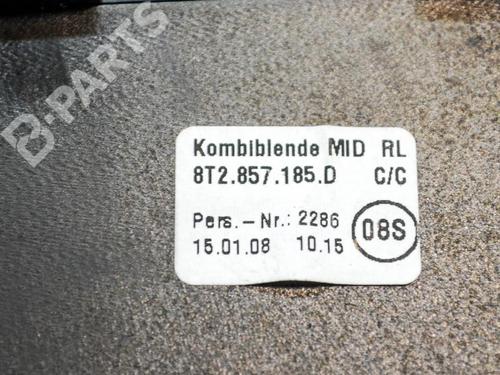 B-PARTS
Kombiblende MID RL
8T2.857.185.D C/C
Pers.-Nr.: 2286
15.01.08 10.15
08S